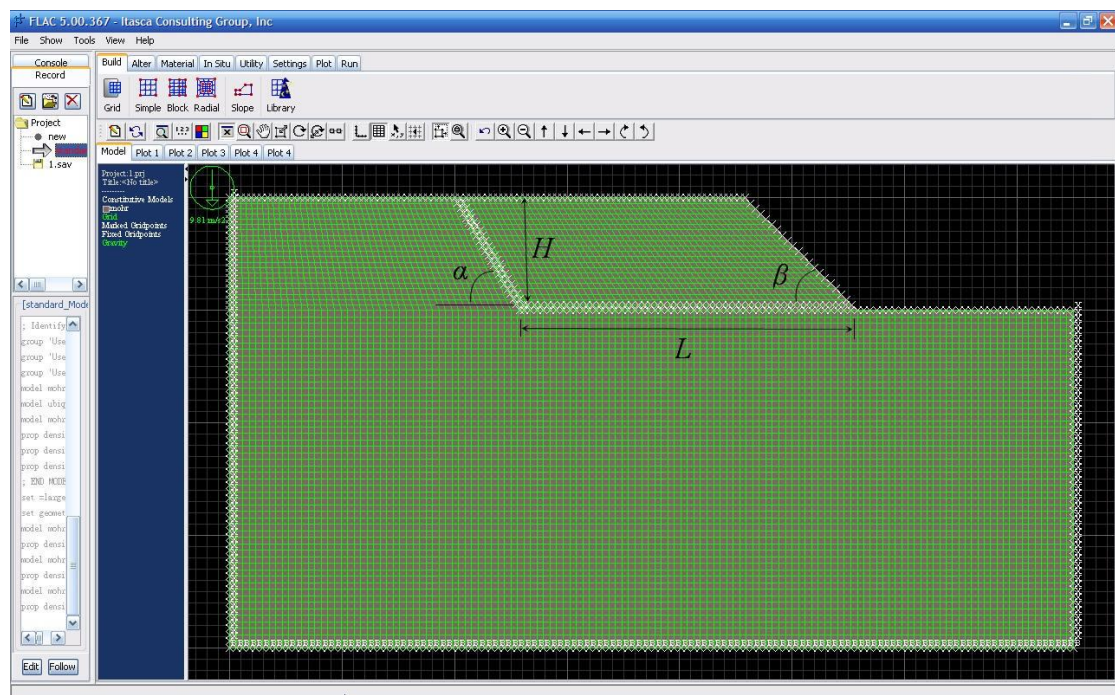 FLAC 5.00.367 - Itasca Consulting Group, Inc
File Show Tools View Help
Console
Record
Build Alter Material In Situ Utility Settings Plot Run
Grid Simple Block Radial Slope Library
Project
new
1.sav
Model Plot 1 Plot 2 Plot 3 Plot 4 Plot 4
Project:1.prj
Title:<No title>
Constitutive Models
mohr
Grid
Marked Gridpoints
Fixed Gridpoints
Gravity
9.81 m/s2
H
α
β
L
[standard_Mode
; Identify
group 'Use
group 'Use
group 'Use
model mohr
model ubiq
model mohr
prop densi
prop densi
prop densi
; END MODE
set =large
set geomet
model mohr
prop densi
model mohr
prop densi
model mohr
prop densi
Edit Follow